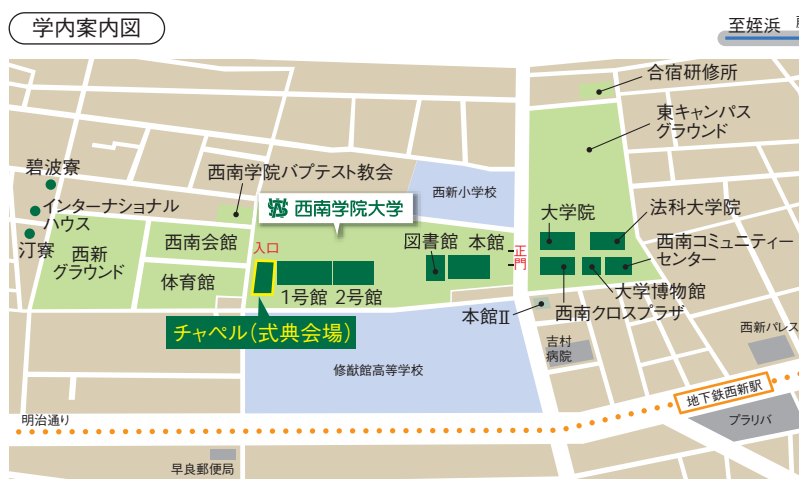 学内案内図
至姪浜
合宿研修所
東キャンパス
グラウンド
碧波寮
西南学院バプテスト教会
西新小学校
インターナショナル
ハウス
西南学院大学
大学院
法科大学院
汀寮
西新
グラウンド
西南会館
入口
図書館
本館
正門
西南コミュニティー
センター
体育館
1号館
2号館
大学博物館
西南クロスプラザ
チャペル(式典会場)
本館Ⅱ
吉村
病院
西新パレス
修猷館高等学校
地下鉄西新駅
明治通り
プラリバ
早良郵便局